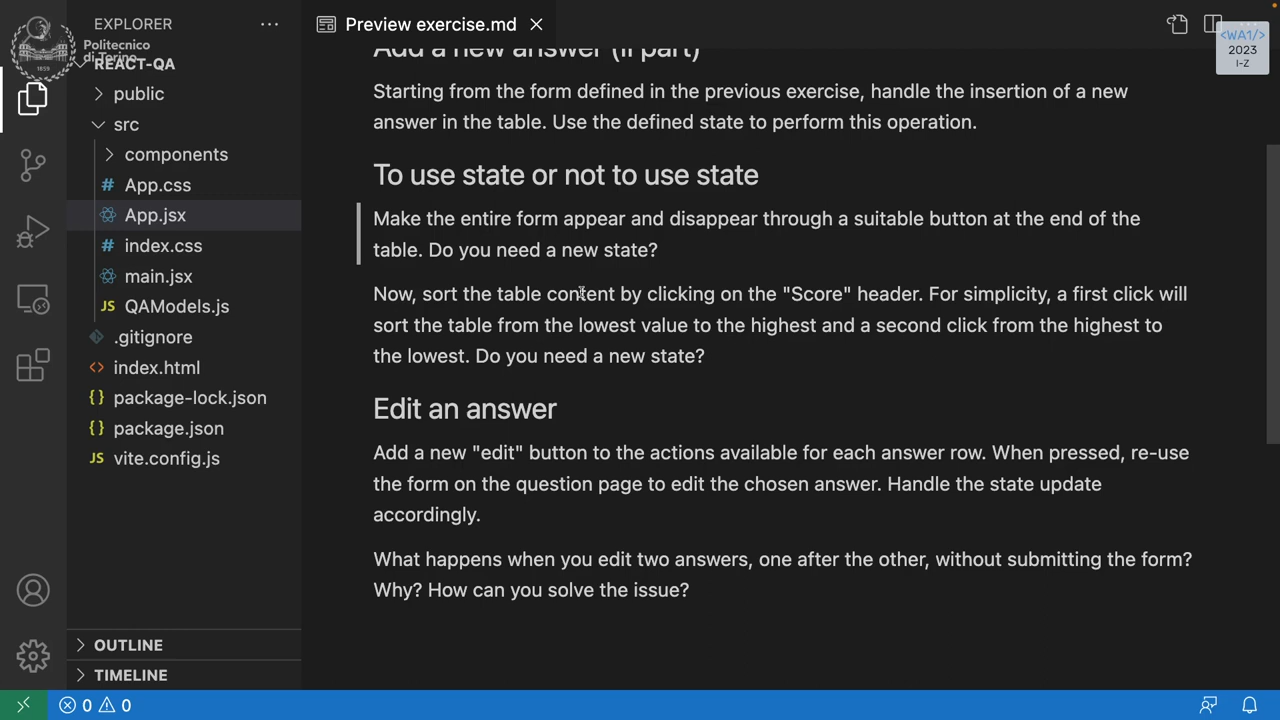 EXPLORER
Preview exercise.md
Politecnico
di Torino
1859
REACT-QA
public
src
components
App.css
App.jsx
index.css
main.jsx
QAModels.js
.gitignore
index.html
package-lock.json
package.json
vite.config.js
OUTLINE
TIMELINE
<WA1/>
2023
I-Z
Add a new answer (II part)
Starting from the form defined in the previous exercise, handle the insertion of a new
answer in the table. Use the defined state to perform this operation.
To use state or not to use state
Make the entire form appear and disappear through a suitable button at the end of the
table. Do you need a new state?
Now, sort the table content by clicking on the "Score" header. For simplicity, a first click will
sort the table from the lowest value to the highest and a second click from the highest to
the lowest. Do you need a new state?
Edit an answer
Add a new "edit" button to the actions available for each answer row. When pressed, re-use
the form on the question page to edit the chosen answer. Handle the state update
accordingly.
What happens when you edit two answers, one after the other, without submitting the form?
Why? How can you solve the issue?
0 0